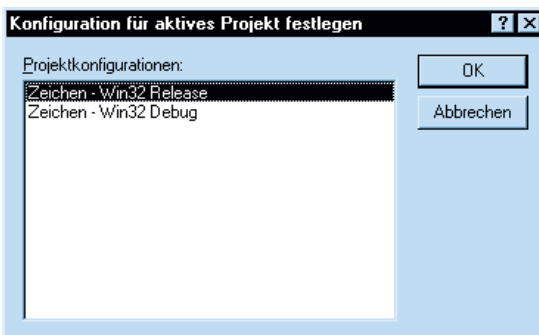 Konfiguration für aktives Projekt festlegen
Projektkonfigurationen:
OK
Zeichen - Win32 Release
Zeichen - Win32 Debug
Abbrechen